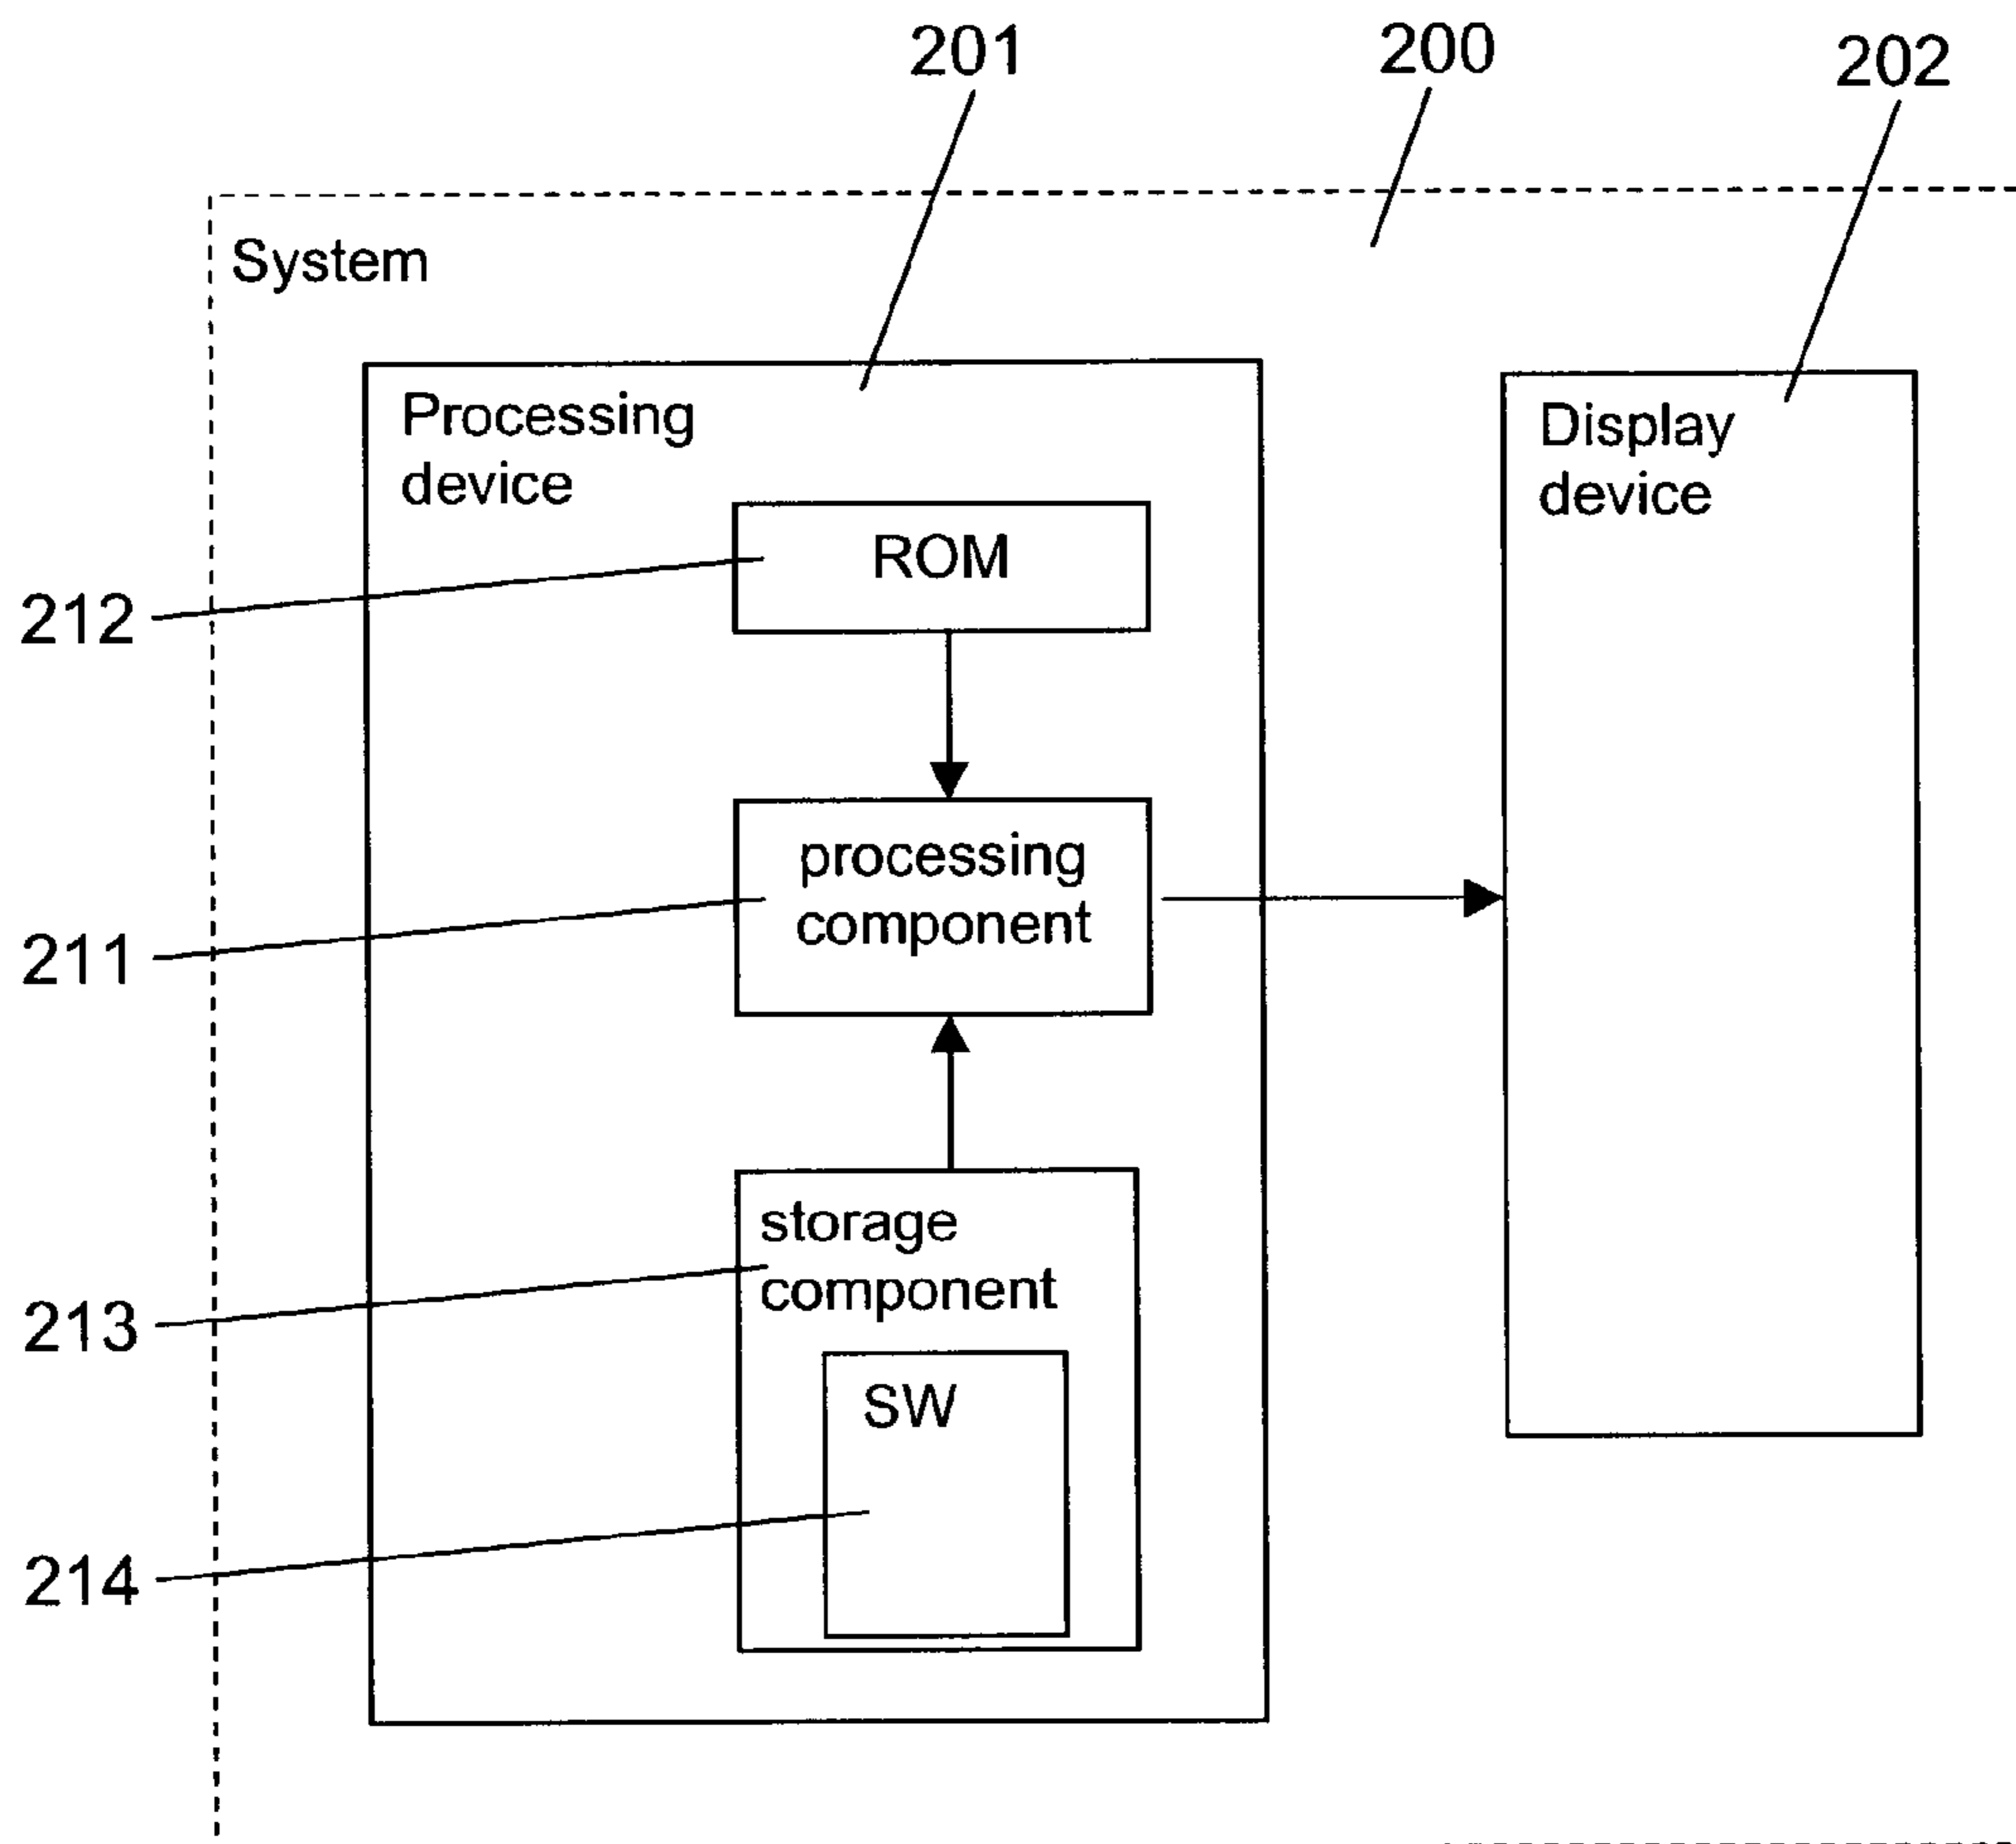 201
200
202
System
Processing
device
Display
device
ROM
212
processing
component
211
storage
component
213
SW
214